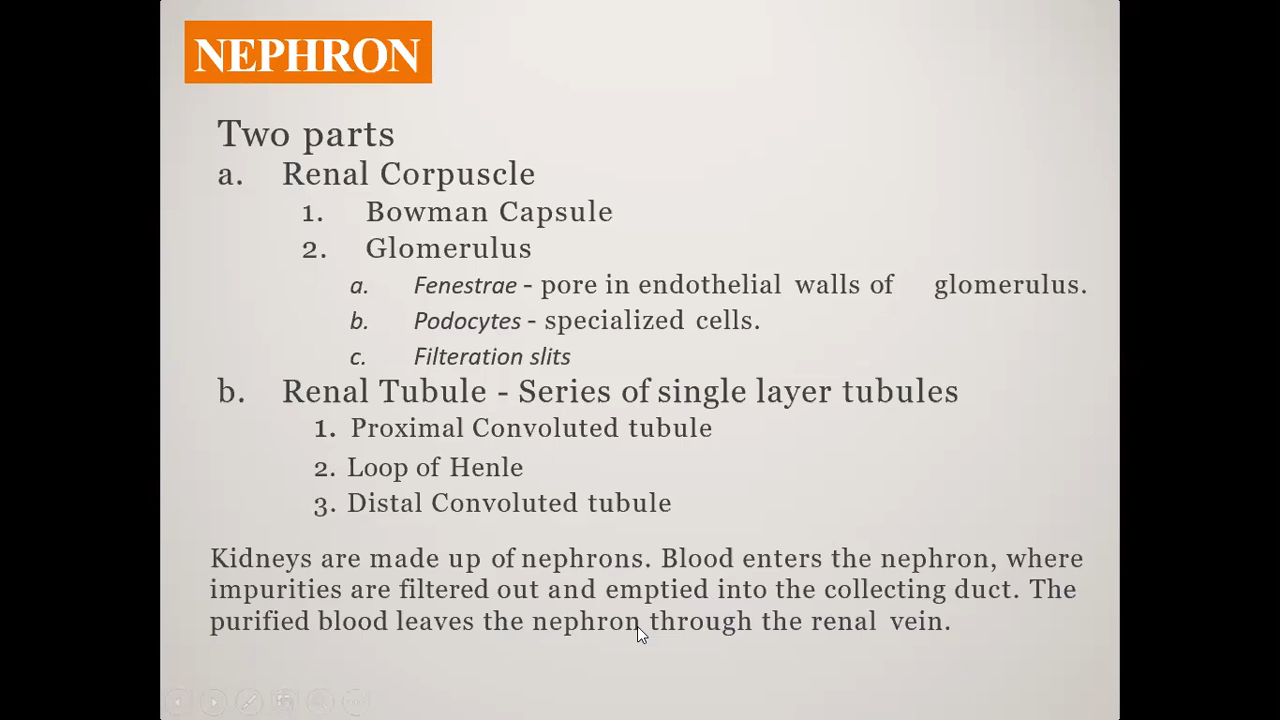 NEPHRON
Two parts
a. Renal Corpuscle
1. Bowman Capsule
2. Glomerulus
a. Fenestrae - pore in endothelial walls of glomerulus.
b. Podocytes - specialized cells.
c. Filteration slits
b. Renal Tubule - Series of single layer tubules
1. Proximal Convoluted tubule
2. Loop of Henle
3. Distal Convoluted tubule
Kidneys are made up of nephrons. Blood enters the nephron, where
impurities are filtered out and emptied into the collecting duct. The
purified blood leaves the nephron through the renal vein.